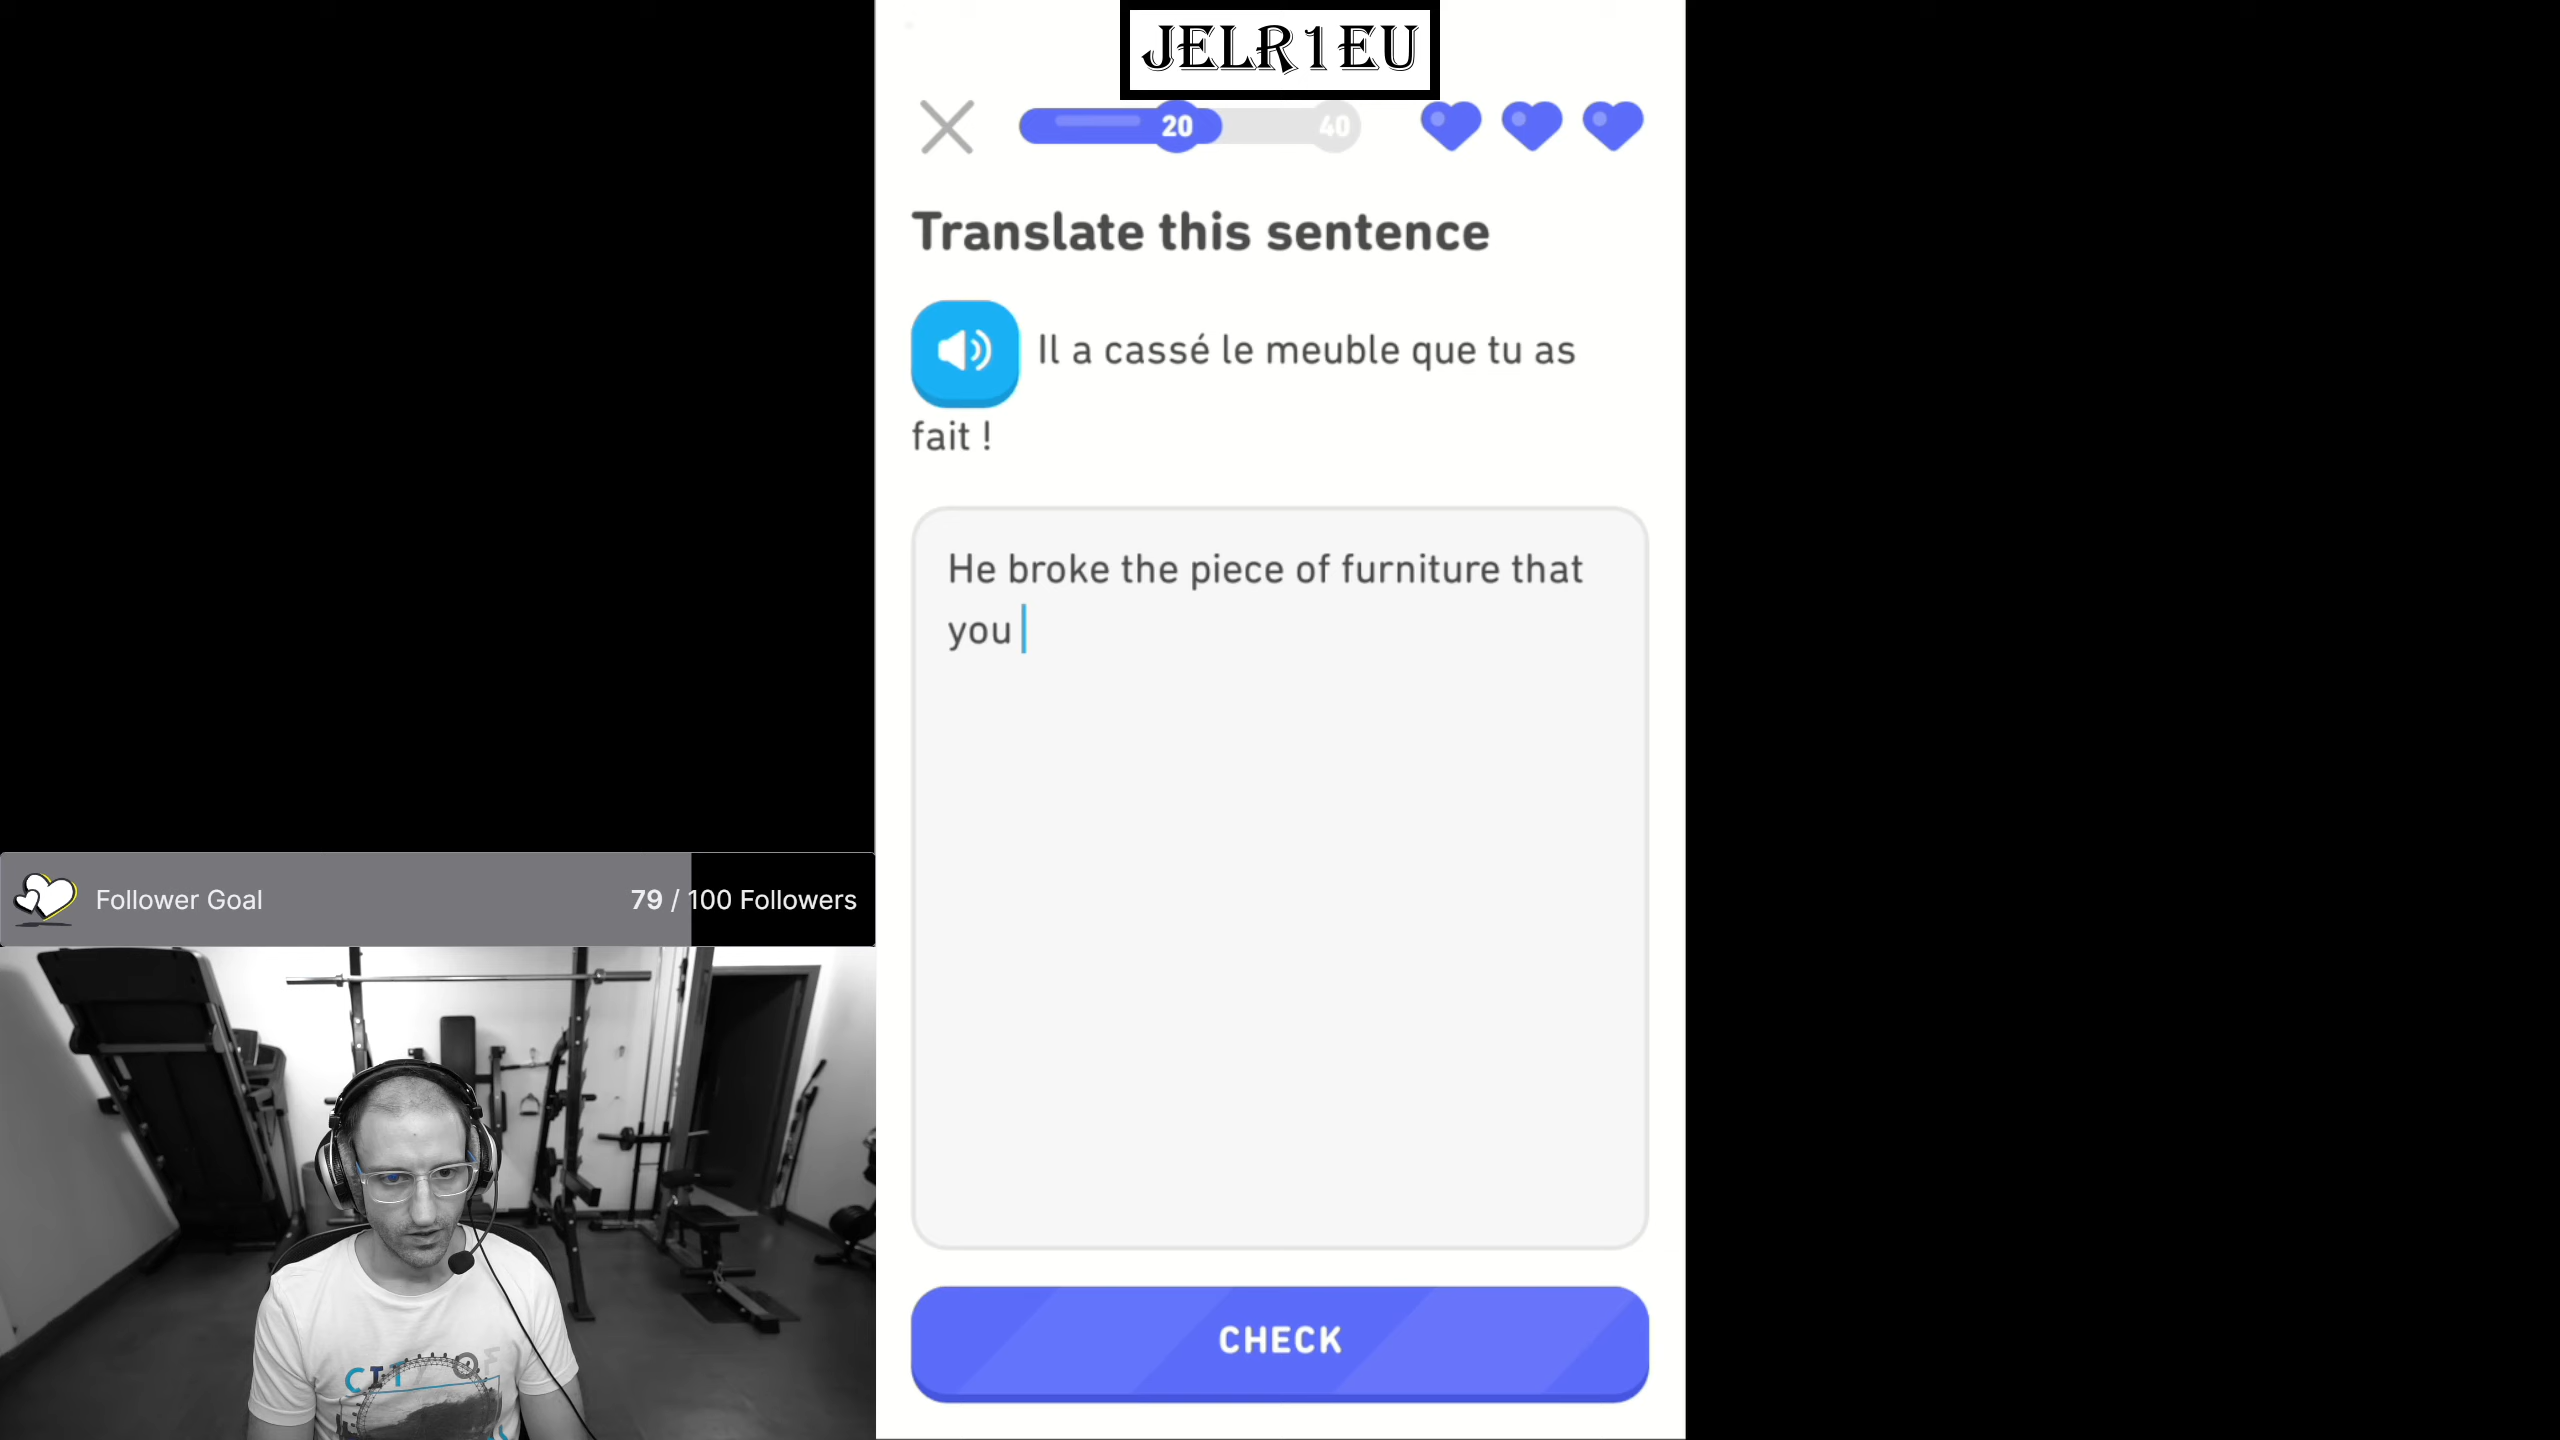 JELR1EU
20
40
Translate this sentence
Il a cassé le meuble que tu as
fait !
He broke the piece of furniture that
you
CHECK
Follower Goal
79 / 100 Followers